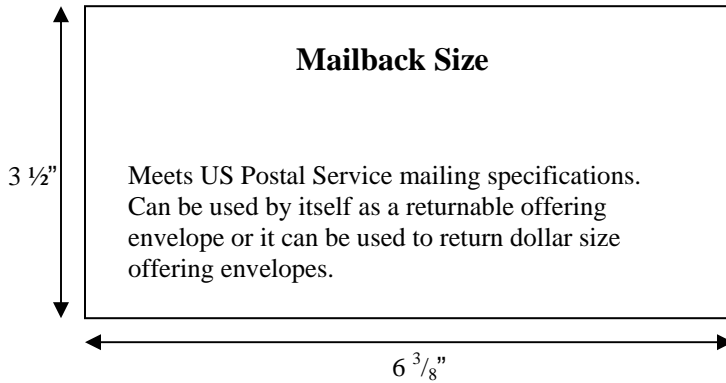 Mailback Size
3 ½”
Meets US Postal Service mailing specifications.
Can be used by itself as a returnable offering
envelope or it can be used to return dollar size
offering envelopes.
6 3/8”